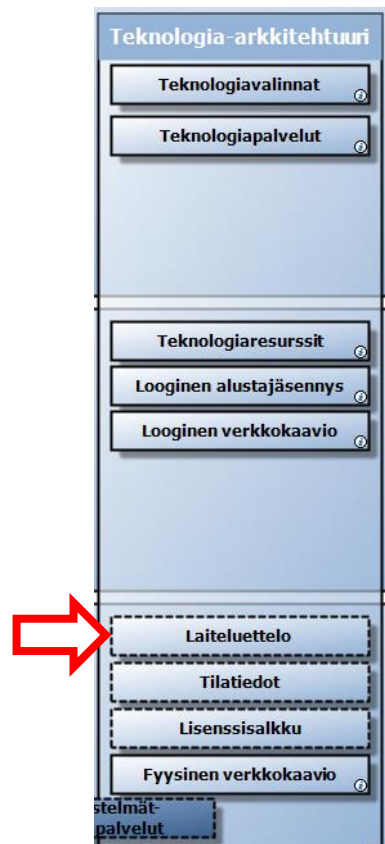 Teknologia-arkkitehtuuri
Teknologiavalinnat
Teknologiapalvelut
Teknologiaresurssit
Looginen alustajäsennys
Looginen verkkokaavio
Laiteluettelo
Tilatiedot
Lisenssisalkku
Fyysinen verkkokaavio
stelmät-
palvelut